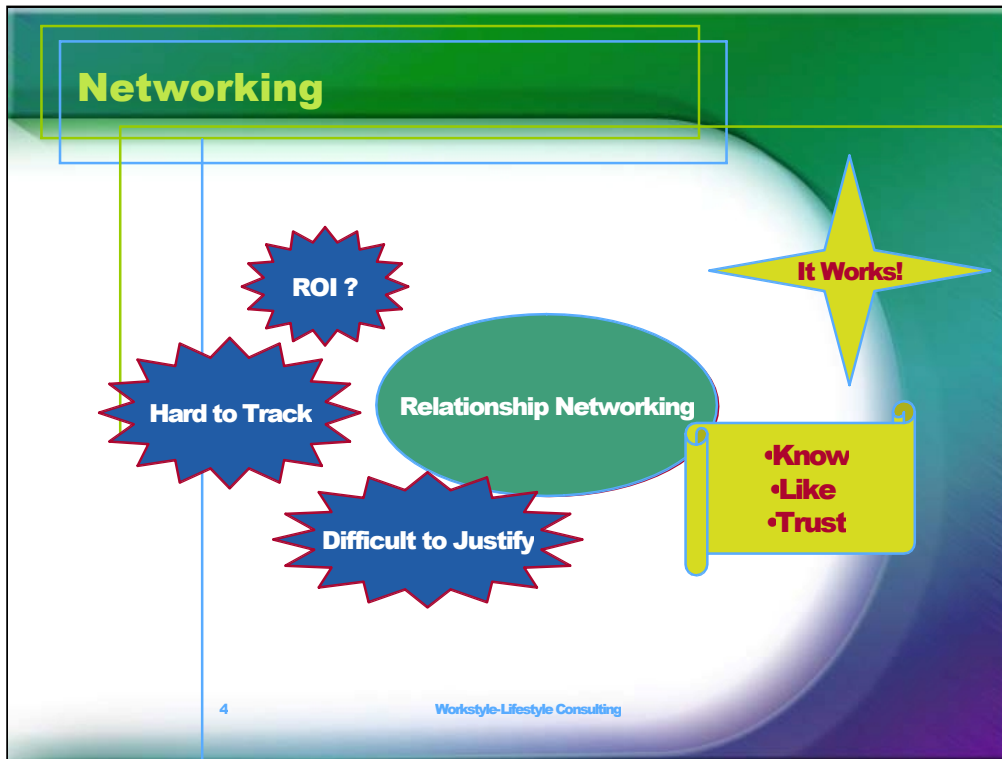 Networking
ROI ?
It Works!
Hard to Track
Relationship Networking
•Know
•Like
•Trust
Difficult to Justify
4
Workstyle-Lifestyle Consulting